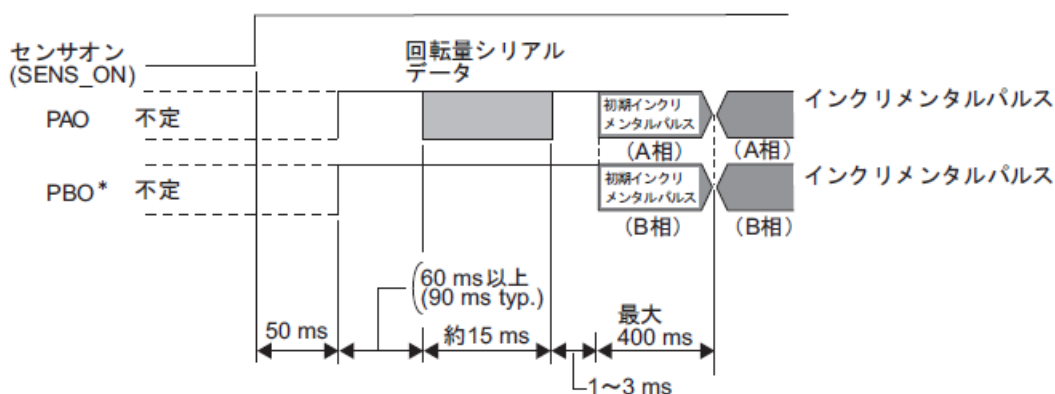 センサオン
(SENS_ON)
回転量シリアル
データ
PAO
不定
初期インクリ
メンタルパルス
(A相)
(A相)
インクリメンタルパルス
PBO*
不定
初期インクリ
メンタルパルス
(B相)
(B相)
インクリメンタルパルス
60 ms以上
(90 ms typ.)
50 ms
約15 ms
最大
400 ms
1～3 ms